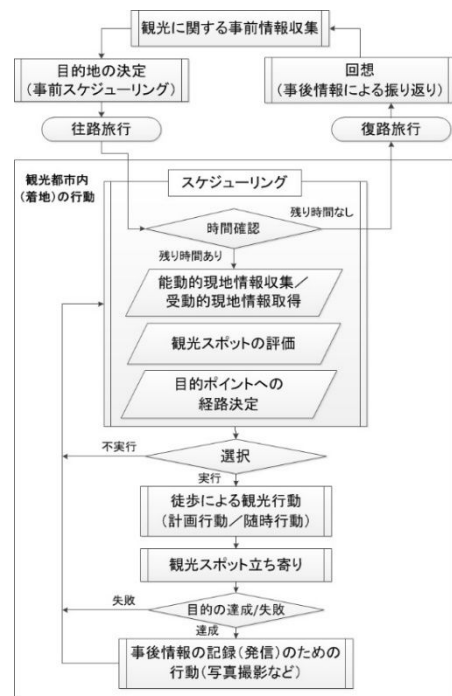 観光に関する事前情報収集
目的地の決定
(事前スケジューリング)
回想
(事後情報による振り返り)
往路旅行
復路旅行
観光都市内
(着地)の行動
スケジューリング
時間確認
残り時間なし
残り時間あり
能動的現地情報収集/
受動的現地情報取得
観光スポットの評価
目的ポイントへの
経路決定
不実行
選択
実行
徒歩による観光行動
(計画行動/随時行動)
観光スポット立ち寄り
失敗
目的の達成/失敗
達成
事後情報の記録(発信)のための
行動(写真撮影など)